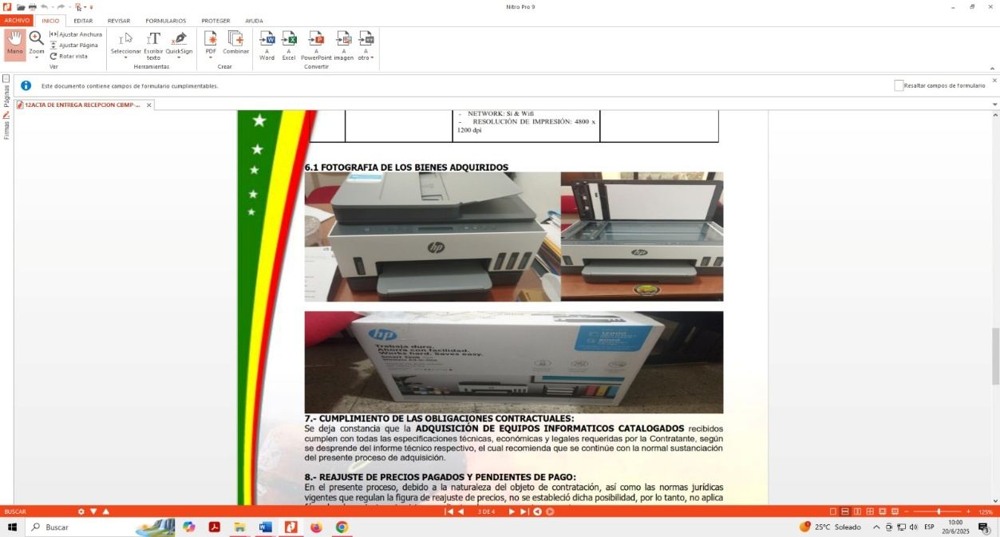 Nitro Pro 9
ARCHIVO INICIO EDITAR REVISAR FORMULARIOS PROTEGER AYUDA
Mano Zoom Ajustar Anchura
Ajustar Página
Rotar vista
Seleccionar Escribir texto QuickSign
PDF Combinar
A Word A Excel A PowerPoint A imagen A otro
Ver Herramientas Crear Convertir
Este documento contiene campos de formulario cumplimentables.
Resaltar campos de formulario
Páginas
Firmas
12ACTA DE ENTREGA RECEPCION CBMP-...
- NETWORK: Si & Wifi
- RESOLUCIÓN DE IMPRESIÓN: 4800 x
1200 dpi
6.1 FOTOGRAFIA DE LOS BIENES ADQUIRIDOS
hp
hp
hp
Trabaja duro.
Ahorra con facilidad.
Works hard. Saves easy.
Smart Tank
Wireless All-in-One
12000
8000
7.- CUMPLIMIENTO DE LAS OBLIGACIONES CONTRACTUALES:
Se deja constancia que la ADQUISICIÓN DE EQUIPOS INFORMATICOS CATALOGADOS recibidos
cumplen con todas las especificaciones técnicas, económicas y legales requeridas por la Contratante, según
se desprende del informe técnico respectivo, el cual recomienda que se continúe con la normal sustanciación
del presente proceso de adquisición.
8.- REAJUSTE DE PRECIOS PAGADOS Y PENDIENTES DE PAGO:
En el presente proceso, debido a la naturaleza del objeto de contratación, así como las normas jurídicas
vigentes que regulan la figura de reajuste de precios, no se estableció dicha posibilidad, por lo tanto, no aplica
BUSCAR
3 DE 4
125%
Buscar
25°C Soleado
ESP
10:00
20/6/2025
3